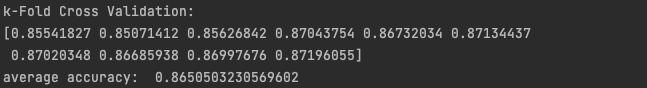 k-Fold Cross Validation:
[0.85541827 0.85071412 0.85626842 0.87043754 0.86732034 0.87134437
 0.87020348 0.86685938 0.86997676 0.87196055]
average accuracy:  0.8650503230569602